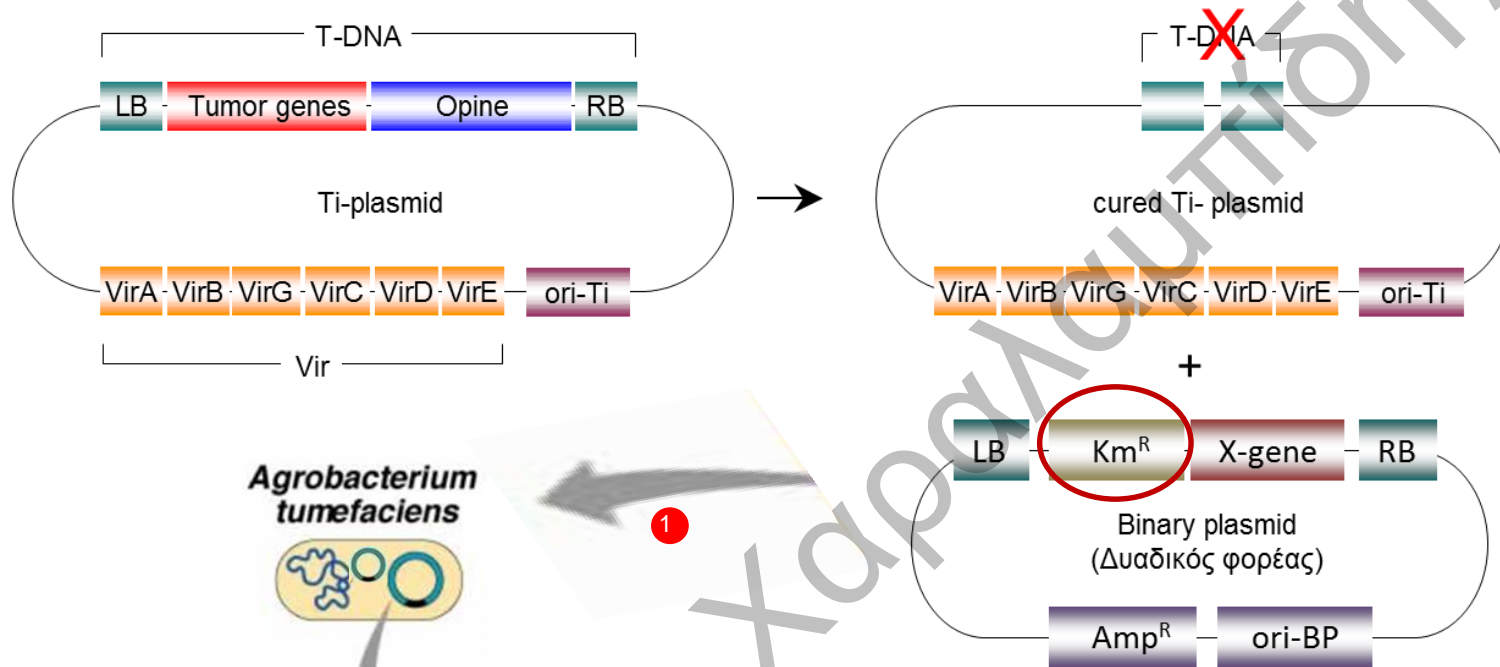 T-DNA
LB Tumor genes Opine RB
Ti-plasmid
VirA VirB VirG VirC VirD VirE ori-Ti
Vir
T-DNA
cured Ti- plasmid
VirA VirB VirG VirC VirD VirE ori-Ti
+
LB Km^R X-gene RB
Binary plasmid
(Δυαδικός φορέας)
Amp^R ori-BP
1
Agrobacterium
tumefaciens
Χαραλαμπίδη